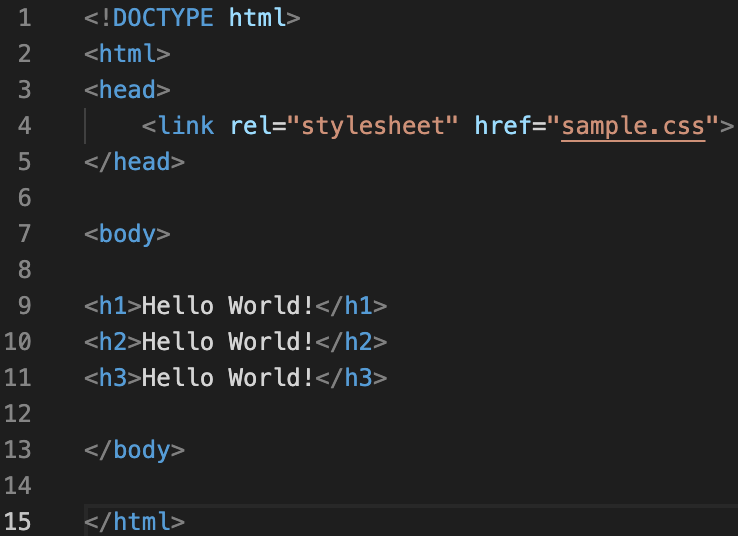 1 <!DOCTYPE html>
2 <html>
3 <head>
4     <link rel="stylesheet" href="sample.css">
5 </head>
6
7 <body>
8
9 <h1>Hello World!</h1>
10 <h2>Hello World!</h2>
11 <h3>Hello World!</h3>
12
13 </body>
14
15 </html>